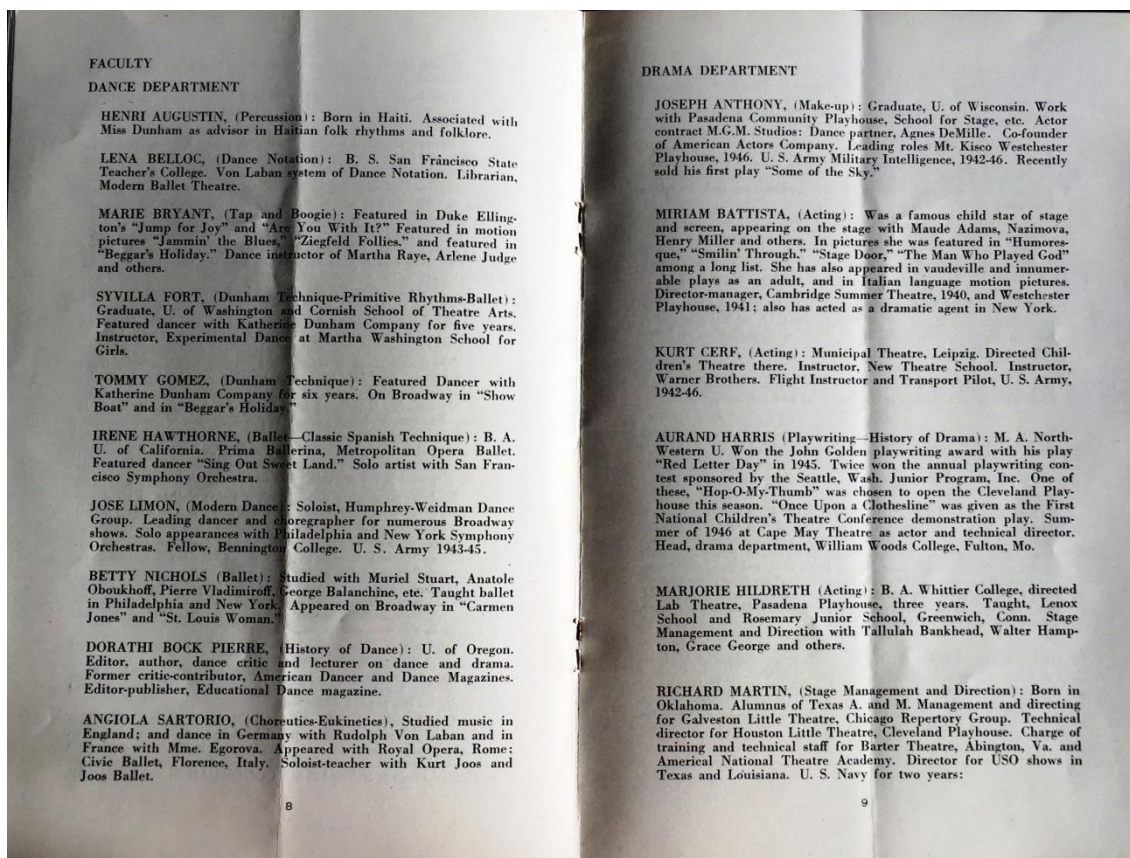 FACULTY
DANCE DEPARTMENT
HENRI AUGUSTIN, (Percussion) : Born in Haiti. Associated with
Miss Dunham as advisor in Haitian folk rhythms and folklore.
LENA BELLOC, (Dance Notation) : B. S. San Francisco State
Teacher's College. Von Laban system of Dance Notation. Librarian,
Modern Ballet Theatre.
MARIE BRYANT, (Tap and Boogie) : Featured in Duke Elling-
ton's "Jump for Joy" and "Are You With It?" Featured in motion
pictures "Jammin' the Blues," "Ziegfeld Follies." and featured in
"Beggar's Holiday." Dance instructor of Martha Raye, Arlene Judge
and others.
SYVILLA FORT, (Dunham Technique-Primitive Rhythms-Ballet) :
Graduate, U. of Washington and Cornish School of Theatre Arts.
Featured dancer with Katherine Dunham Company for five years.
Instructor, Experimental Dance at Martha Washington School for
Girls.
TOMMY GOMEZ, (Dunham Technique) : Featured Dancer with
Katherine Dunham Company for six years. On Broadway in "Show
Boat" and in "Beggar's Holiday."
IRENE HAWTHORNE, (Ballet—Classic Spanish Technique) : B. A.
U. of California. Prima Ballerina, Metropolitan Opera Ballet.
Featured dancer "Sing Out Sweet Land." Solo artist with San Fran-
cisco Symphony Orchestra.
JOSE LIMON, (Modern Dance) : Soloist, Humphrey-Weidman Dance
Group. Leading dancer and choregrapher for numerous Broadway
shows. Solo appearances with Philadelphia and New York Symphony
Orchestras. Fellow, Bennington College. U. S. Army 1943-45.
BETTY NICHOLS (Ballet) : Studied with Muriel Stuart, Anatole
Oboukhoff, Pierre Vladimiroff, George Balanchine, etc. Taught ballet
in Philadelphia and New York. Appeared on Broadway in "Carmen
Jones" and "St. Louis Woman."
DORATHI BOCK PIERRE, (History of Dance) : U. of Oregon.
Editor, author, dance critic and lecturer on dance and drama.
Former critic-contributor, American Dancer and Dance Magazines.
Editor-publisher, Educational Dance magazine.
ANGIOLA SARTORIO, (Choreutics-Eukinetics), Studied music in
England; and dance in Germany with Rudolph Von Laban and in
France with Mme. Egorova. Appeared with Royal Opera, Rome;
Civic Ballet, Florence, Italy. Soloist-teacher with Kurt Joos and
Joos Ballet.
8
DRAMA DEPARTMENT
JOSEPH ANTHONY, (Make-up) : Graduate, U. of Wisconsin. Work
with Pasadena Community Playhouse, School for Stage, etc. Actor
contract M.G.M. Studios: Dance partner, Agnes DeMille. Co-founder
of American Actors Company. Leading roles Mt. Kisco Westchester
Playhouse, 1946. U. S. Army Military Intelligence, 1942-46. Recently
sold his first play "Some of the Sky."
MIRIAM BATTISTA, (Acting) : Was a famous child star of stage
and screen, appearing on the stage with Maude Adams, Nazimova,
Henry Miller and others. In pictures she was featured in "Humores-
que," "Smilin' Through." "Stage Door," "The Man Who Played God"
among a long list. She has also appeared in vaudeville and innumer-
able plays as an adult, and in Italian language motion pictures.
Director-manager, Cambridge Summer Theatre, 1940, and Westchester
Playhouse, 1941; also has acted as a dramatic agent in New York.
KURT CERF, (Acting) : Municipal Theatre, Leipzig. Directed Chil-
dren's Theatre there. Instructor, New Theatre School. Instructor,
Warner Brothers. Flight Instructor and Transport Pilot, U. S. Army,
1942-46.
AURAND HARRIS (Playwriting—History of Drama) : M. A. North-
Western U. Won the John Golden playwriting award with his play
"Red Letter Day" in 1945. Twice won the annual playwriting con-
test sponsored by the Seattle, Wash. Junior Program, Inc. One of
these, "Hop-O-My-Thumb" was chosen to open the Cleveland Play-
house this season. "Once Upon a Clothesline" was given as the First
National Children's Theatre Conference demonstration play. Sum-
mer of 1946 at Cape May Theatre as actor and technical director.
Head, drama department, William Woods College, Fulton, Mo.
MARJORIE HILDRETH (Acting) : B. A. Whittier College, directed
Lab Theatre, Pasadena Playhouse, three years. Taught, Lenox
School and Rosemary Junior School, Greenwich, Conn. Stage
Management and Direction with Tallulah Bankhead, Walter Hamp-
ton, Grace George and others.
RICHARD MARTIN, (Stage Management and Direction) : Born in
Oklahoma. Alumnus of Texas A. and M. Management and directing
for Galveston Little Theatre, Chicago Repertory Group. Technical
director for Houston Little Theatre, Cleveland Playhouse. Charge of
training and technical staff for Barter Theatre, Abington, Va. and
Americal National Theatre Academy. Director for USO shows in
Texas and Louisiana. U. S. Navy for two years:
9